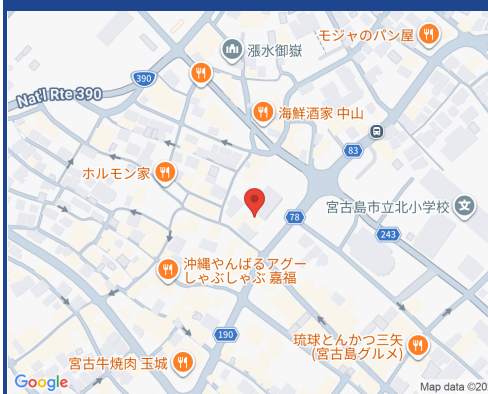 モジャのパン屋
漲水御嶽
390
Nat'l Rte 390
海鮮酒家 中山
83
ホルモン家
宮古島市立北小学校
78
243
沖縄やんばるアグー
しゃぶしゃぶ 嘉福
190
琉球とんかつ三矢
(宮古島グルメ)
宮古牛焼肉 玉城
Google
Map data ©20